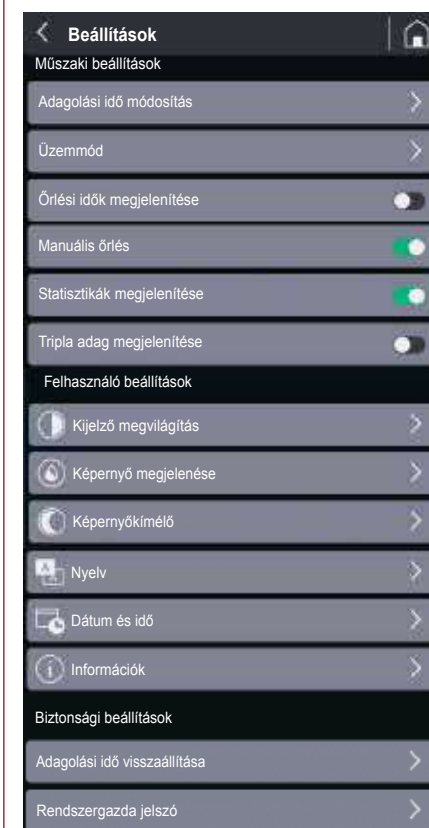 Beállítások
Műszaki beállítások
Adagolási idő módosítás
Üzemmód
Őrlési idők megjelenítése
Manuális őrlés
Statisztikák megjelenítése
Tripla adag megjelenítése
Felhasználó beállítások
Kijelző megvilágítás
Képernyő megjelenése
Képernyőkímélő
Nyelv
Dátum és idő
Információk
Biztonsági beállítások
Adagolási idő visszaállítása
Rendszergazda jelszó